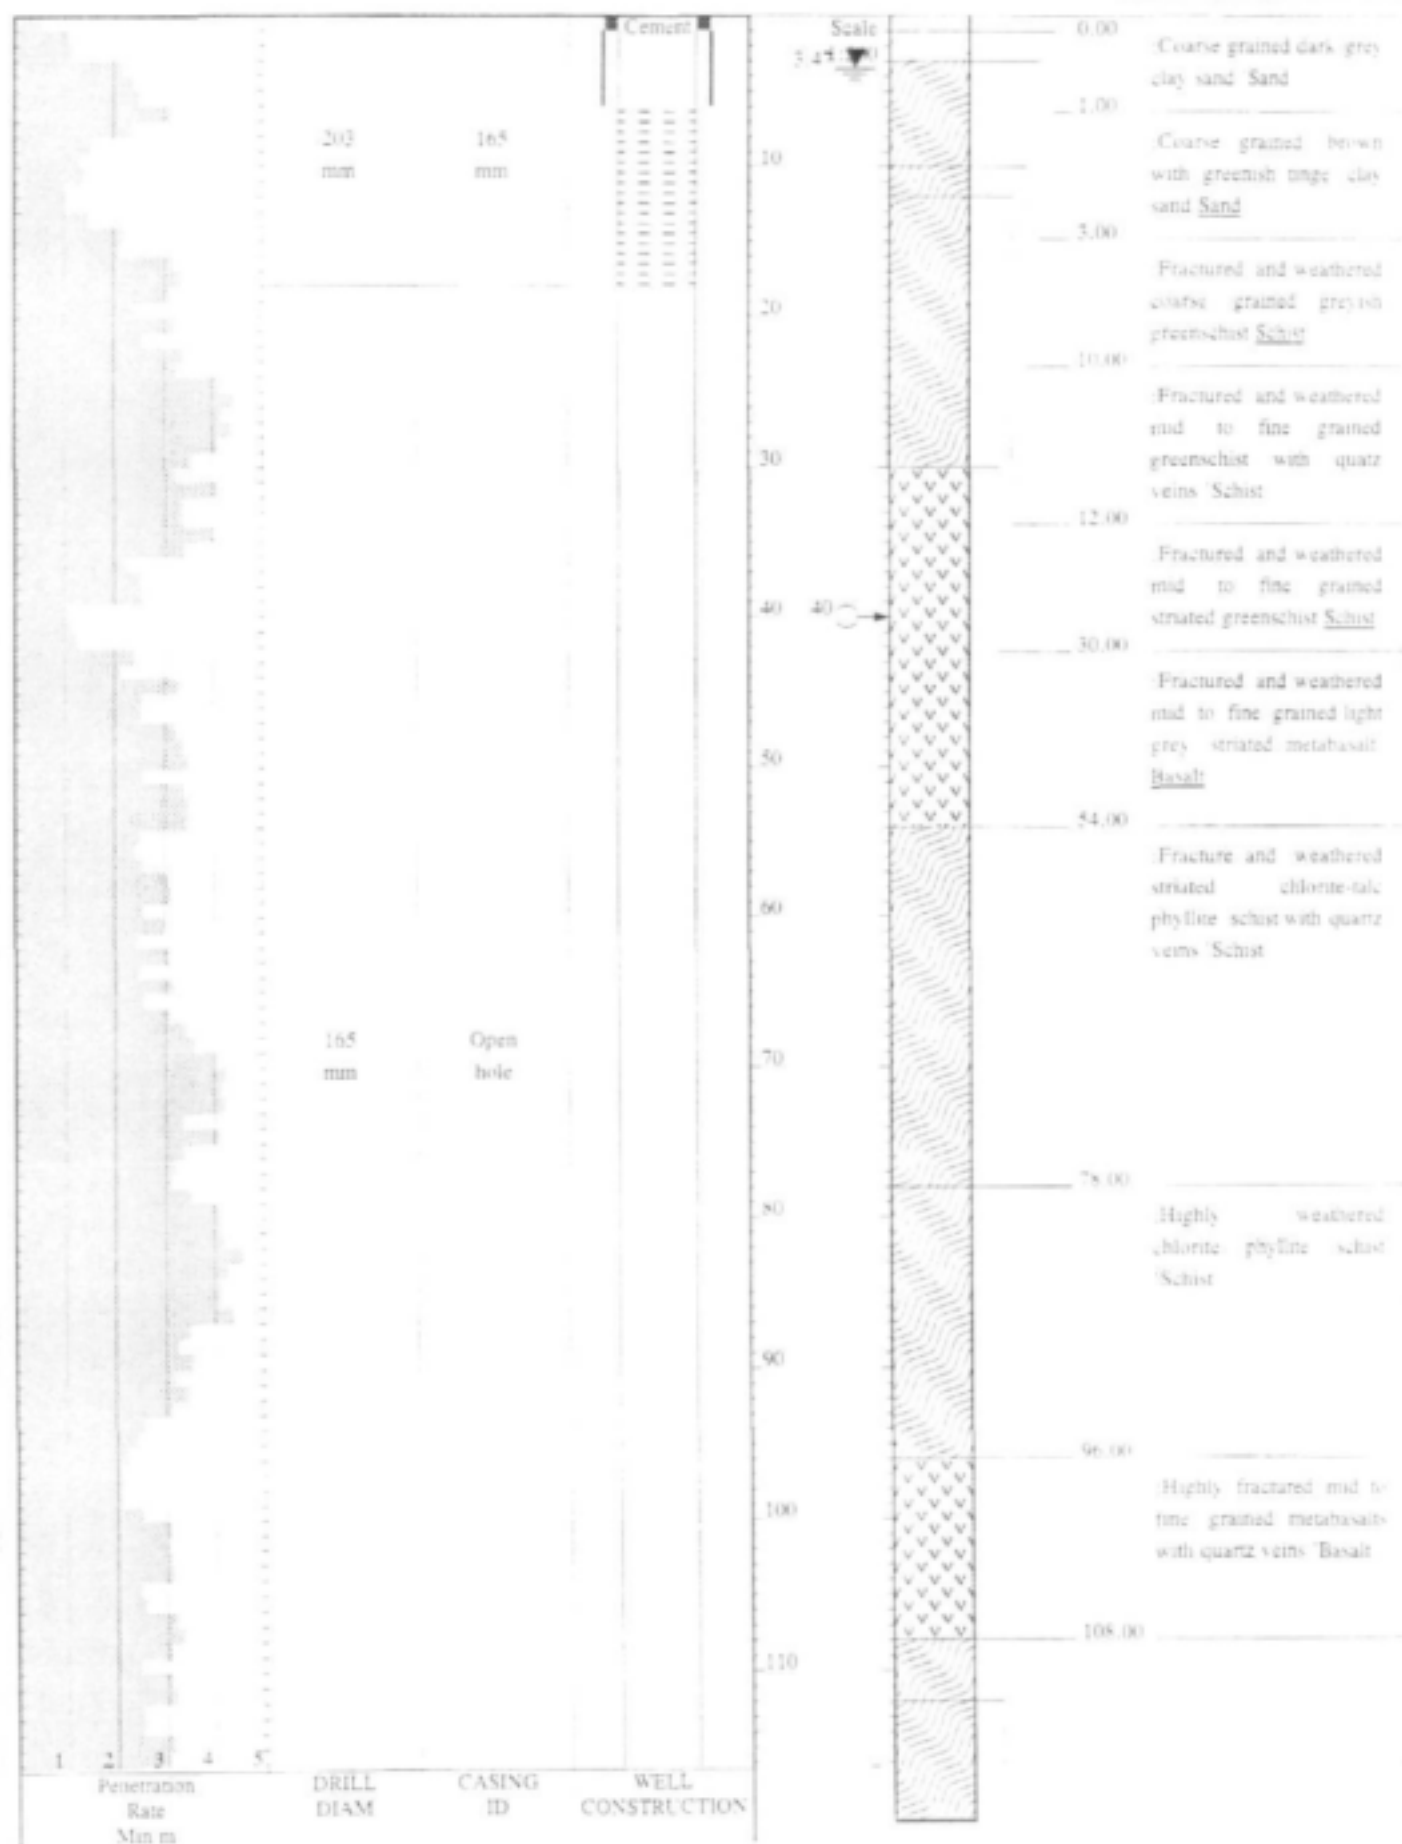 Cement
Scale
0.00
:Coarse grained dark grey
clay sand Sand
1.00
203
mm
165
mm
10
:Coarse grained brown
with greenish tinge clay
sand Sand
3.00
:Fractured and weathered
coarse grained greyish
greenschist Schist
20
10.00
:Fractured and weathered
mid to fine grained
greenschist with quatz
veins Schist
30
12.00
:Fractured and weathered
mid to fine grained
striated greenschist Schist
40
40
30.00
:Fractured and weathered
mid to fine grained light
grey striated metabasalt
Basalt
50
54.00
:Fracture and weathered
striated chlorite-talc
phyllite schist with quartz
veins Schist
60
165
mm
Open
hole
70
78.00
:Highly weathered
chlorite phyllite schist
Schist
80
90
96.00
:Highly fractured mid to
fine grained metabasalts
with quartz veins Basalt
100
108.00
110
1 2 3 4 5
Penetration
Rate
Min m
DRILL
DIAM
CASING
ID
WELL
CONSTRUCTION